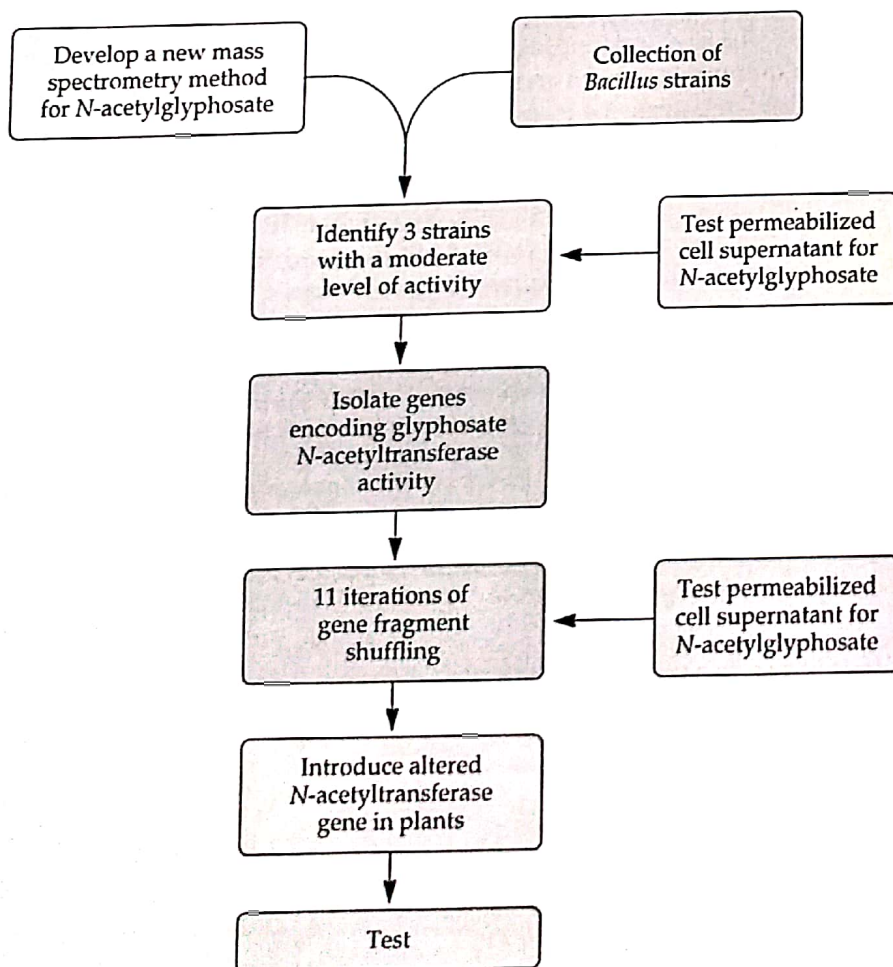 Develop a new mass
spectrometry method
for N-acetylglyphosate
Collection of
Bacillus strains
Identify 3 strains
with a moderate
level of activity
Test permeabilized
cell supernatant for
N-acetylglyphosate
Isolate genes
encoding glyphosate
N-acetyltransferase
activity
11 iterations of
gene fragment
shuffling
Test permeabilized
cell supernatant for
N-acetylglyphosate
Introduce altered
N-acetyltransferase
gene in plants
Test